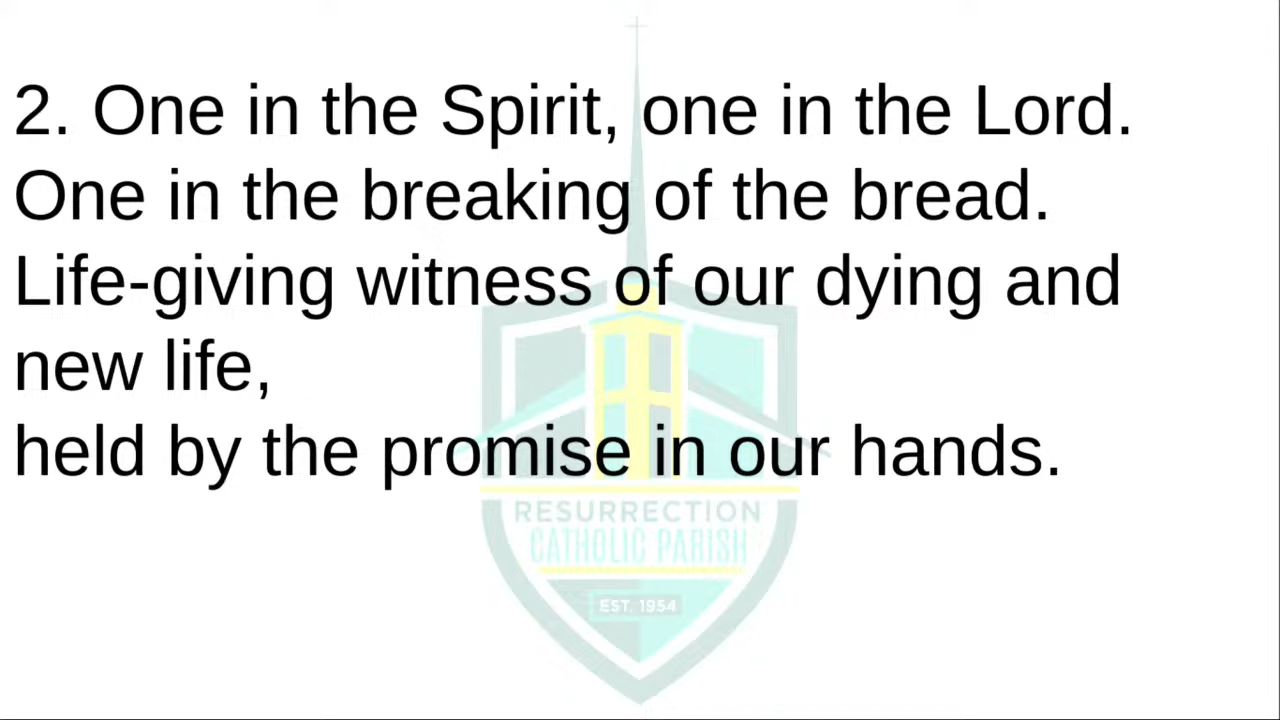 2. One in the Spirit, one in the Lord.
One in the breaking of the bread.
Life-giving witness of our dying and
new life,
held by the promise in our hands.
RESURRECTION
CATHOLIC PARISH
EST. 1954